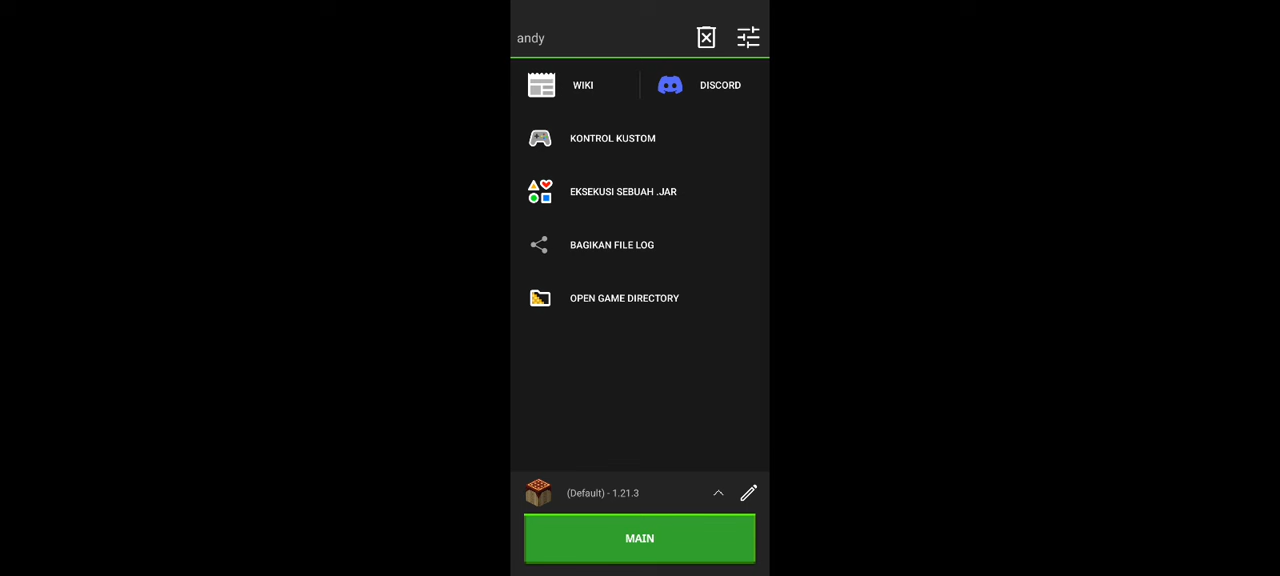 andy
WIKI
DISCORD
KONTROL KUSTOM
EKSEKUSI SEBUAH .JAR
BAGIKAN FILE LOG
OPEN GAME DIRECTORY
(Default) - 1.21.3
MAIN